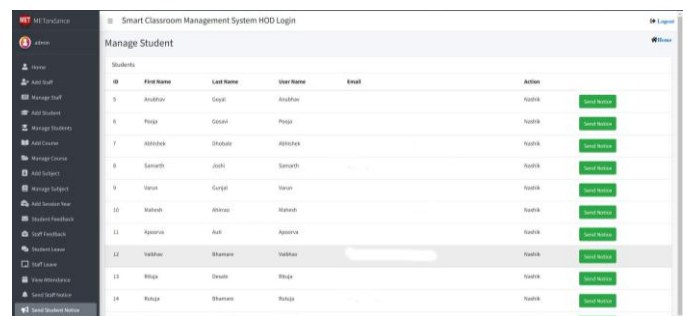 MET METandance
Smart Classroom Management System HOD Login
Logout
admin
Manage Student
Home
Home
Add Staff
Manage Staff
Add Student
Manage Students
Add Course
Manage Course
Add Subject
Manage Subject
Add Session Year
Student Feedback
Staff Feedback
Student Leave
Staff Leave
View Attendance
Send Staff Notice
Send Student Notice
Students
ID First Name Last Name User Name Email Action
5 Anubhav Goyal Anubhav Nashik Send Notice
6 Pooja Gosavi Pooja Nashik Send Notice
7 Abhishek Dhobale Abhishek Nashik Send Notice
8 Samarth Joshi Samarth Nashik Send Notice
9 Varun Gunjal Varun Nashik Send Notice
10 Mahesh Ahirrao Mahesh Nashik Send Notice
11 Apoorva Auti Apoorva Nashik Send Notice
12 Vaibhav Bhamare Vaibhav Nashik Send Notice
13 Rituja Desale Rituja Nashik Send Notice
14 Rutuja Bhamare Rutuja Nashik Send Notice